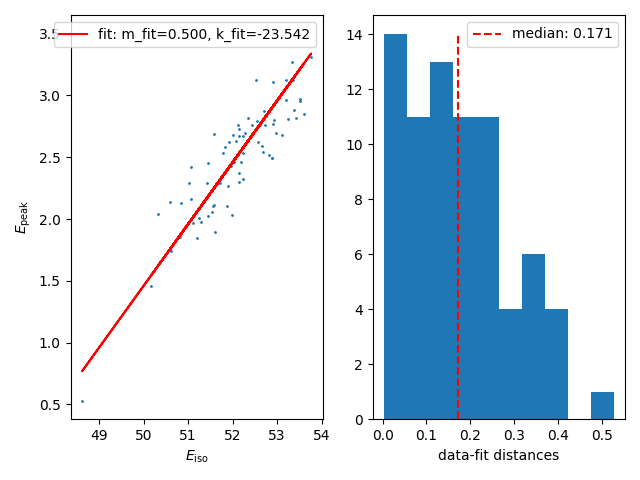 fit: m_fit=0.500, k_fit=-23.542
3.5
3.0
2.5
2.0
1.5
1.0
0.5
E_peak
49 50 51 52 53 54
E_iso
median: 0.171
14
12
10
8
6
4
2
0
0.0 0.1 0.2 0.3 0.4 0.5
data-fit distances